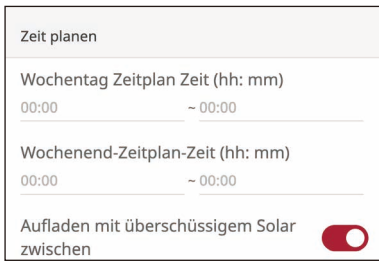 Zeit planen
Wochentag Zeitplan Zeit (hh: mm)
00:00 ~ 00:00
Wochenend-Zeitplan-Zeit (hh: mm)
00:00 ~ 00:00
Aufladen mit überschüssigem Solar
zwischen